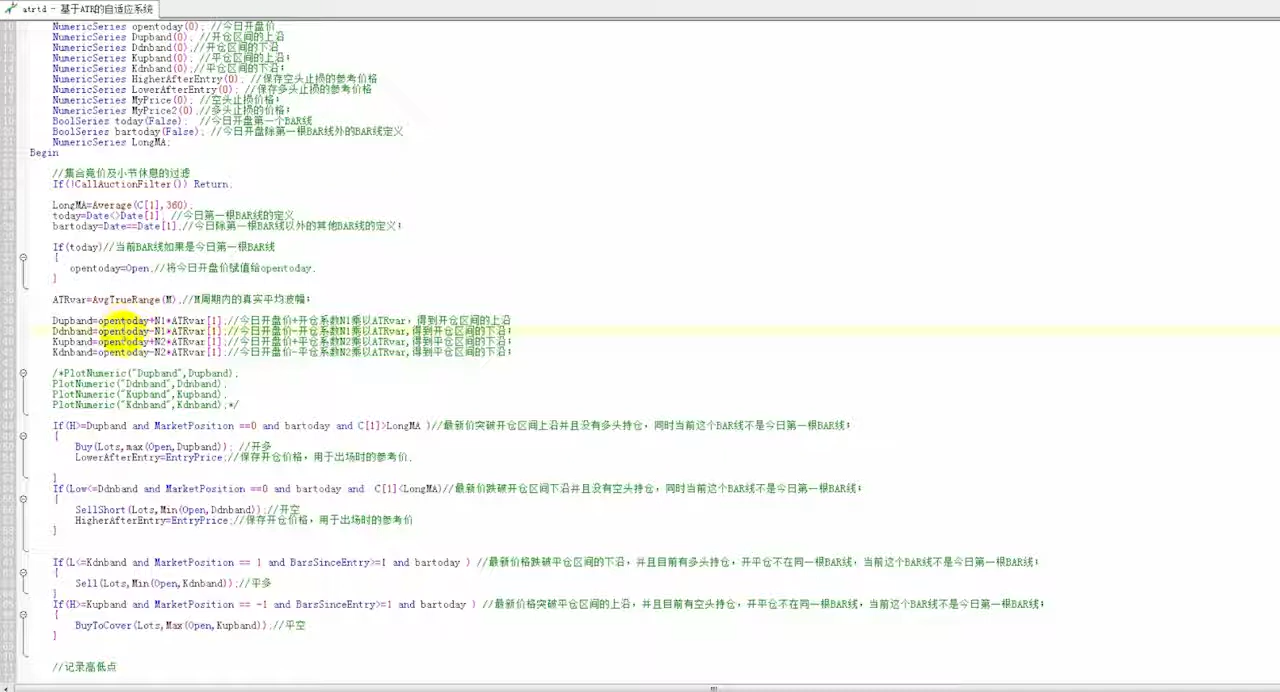 atrtd - 基于ATR的自适应系统
NumericSeries opentoday(0); //今日开盘价
NumericSeries Dupband(0); //开仓区间的上沿
NumericSeries Ddnband(0);//开仓区间的下沿
NumericSeries Kupband(0); //平仓区间的上沿;
NumericSeries Kdnband(0);//平仓区间的下沿;
NumericSeries HigherAfterEntry(0); //保存空头止损的参考价格
NumericSeries LowerAfterEntry(0); //保存多头止损的参考价格
NumericSeries MyPrice(0); //空头止损价格;
NumericSeries MyPrice2(0);//多头止损的价格;
BoolSeries today(False); //今日开盘第一个BAR线
BoolSeries bartoday(False); //今日开盘除第一根BAR线外的BAR线定义
NumericSeries LongMA;
Begin
//集合竞价及小节休息的过滤
If(!CallAuctionFilter()) Return;
LongMA=Average(C[1],360);
today=Date<>Date[1]; //今日第一根BAR线的定义
bartoday=Date==Date[1];//今日除第一根BAR线以外的其他BAR线的定义;
If(today)//当前BAR线如果是今日第一根BAR线
{
opentoday=Open;//将今日开盘价赋值给opentoday;
}
ATRvar=AvgTrueRange(M);//M周期内的真实平均波幅;
Dupband=opentoday+N1*ATRvar[1];//今日开盘价+开仓系数N1乘以ATRvar,得到开仓区间的上沿
Ddnband=opentoday-N1*ATRvar[1];//今日开盘价-开仓系数N1乘以ATRvar,得到开仓区间的下沿;
Kupband=opentoday+N2*ATRvar[1];//今日开盘价+平仓系数N2乘以ATRvar,得到平仓区间的上沿;
Kdnband=opentoday-N2*ATRvar[1];//今日开盘价-平仓系数N2乘以ATRvar,得到平仓区间的下沿;
/*PlotNumeric("Dupband",Dupband);
PlotNumeric("Ddnband",Ddnband);
PlotNumeric("Kupband",Kupband);
PlotNumeric("Kdnband",Kdnband);*/
If(H>=Dupband and MarketPosition ==0 and bartoday and C[1]>LongMA )//最新价突破开仓区间上沿并且没有多头持仓,同时当前这个BAR线不是今日第一根BAR线;
{
Buy(Lots,max(Open,Dupband)); //开多
LowerAfterEntry=EntryPrice;//保存开仓价格,用于出场时的参考价;
}
If(Low<=Ddnband and MarketPosition ==0 and bartoday and C[1]<LongMA)//最新价跌破开仓区间下沿并且没有空头持仓,同时当前这个BAR线不是今日第一根BAR线;
{
SellShort(Lots,Min(Open,Ddnband));//开空
HigherAfterEntry=EntryPrice;//保存开仓价格,用于出场时的参考价
}
If(L<=Kdnband and MarketPosition == 1 and BarsSinceEntry>=1 and bartoday ) //最新价格跌破平仓区间的下沿,并且目前有多头持仓,开平仓不在同一根BAR线,当前这个BAR线不是今日第一根BAR线;
{
Sell(Lots,Min(Open,Kdnband));//平多
}
If(H>=Kupband and MarketPosition == -1 and BarsSinceEntry>=1 and bartoday ) //最新价格突破平仓区间的上沿,并且目前有空头持仓,开平仓不在同一根BAR线,当前这个BAR线不是今日第一根BAR线;
{
BuyToCover(Lots,Max(Open,Kupband));//平空
}
//记录高低点